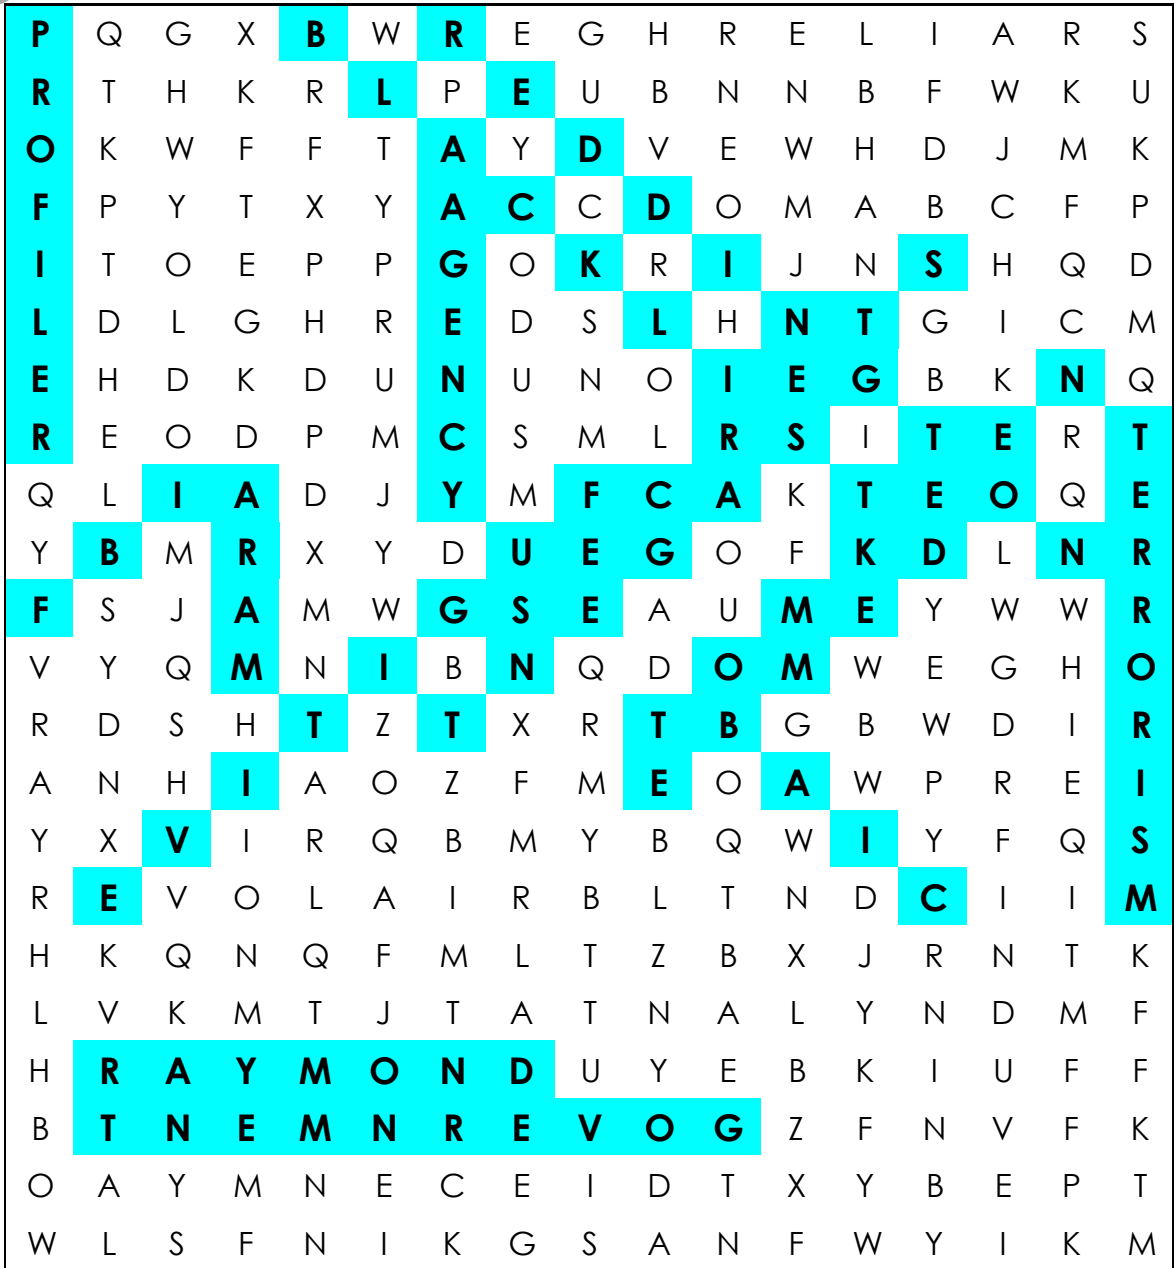 P Q G X B W R E G H R E L I A R S
R T H K R L P E U B N N B F W K U
O K W F F T A Y D V E W H D J M K
F P Y T X Y A C C D O M A B C F P
I T O E P P G O K R I J N S H Q D
L D L G H R E D S L H N T G I C M
E H D K D U N U N O I E G B K N Q
R E O D P M C S M L R S I T E R T
Q L I A D J Y M F C A K T E O Q E
Y B M R X Y D U E G O F K D L N R
F S J A M W G S E A U M E Y W W R
V Y Q M N I B N Q D O M W E G H O
R D S H T Z T X R T B G B W D I R
A N H I A O Z F M E O A W P R E I
Y X V I R Q B M Y B Q W I Y F Q S
R E V O L A I R B L T N D C I I M
H K Q N Q F M L T Z B X J R N T K
L V K M T J T A T N A L Y N D M F
H R A Y M O N D U Y E B K I U F F
B T N E M N R E V O G Z F N V F K
O A Y M N E C E I D T X Y B E P T
W L S F N I K G S A N F W Y I K M